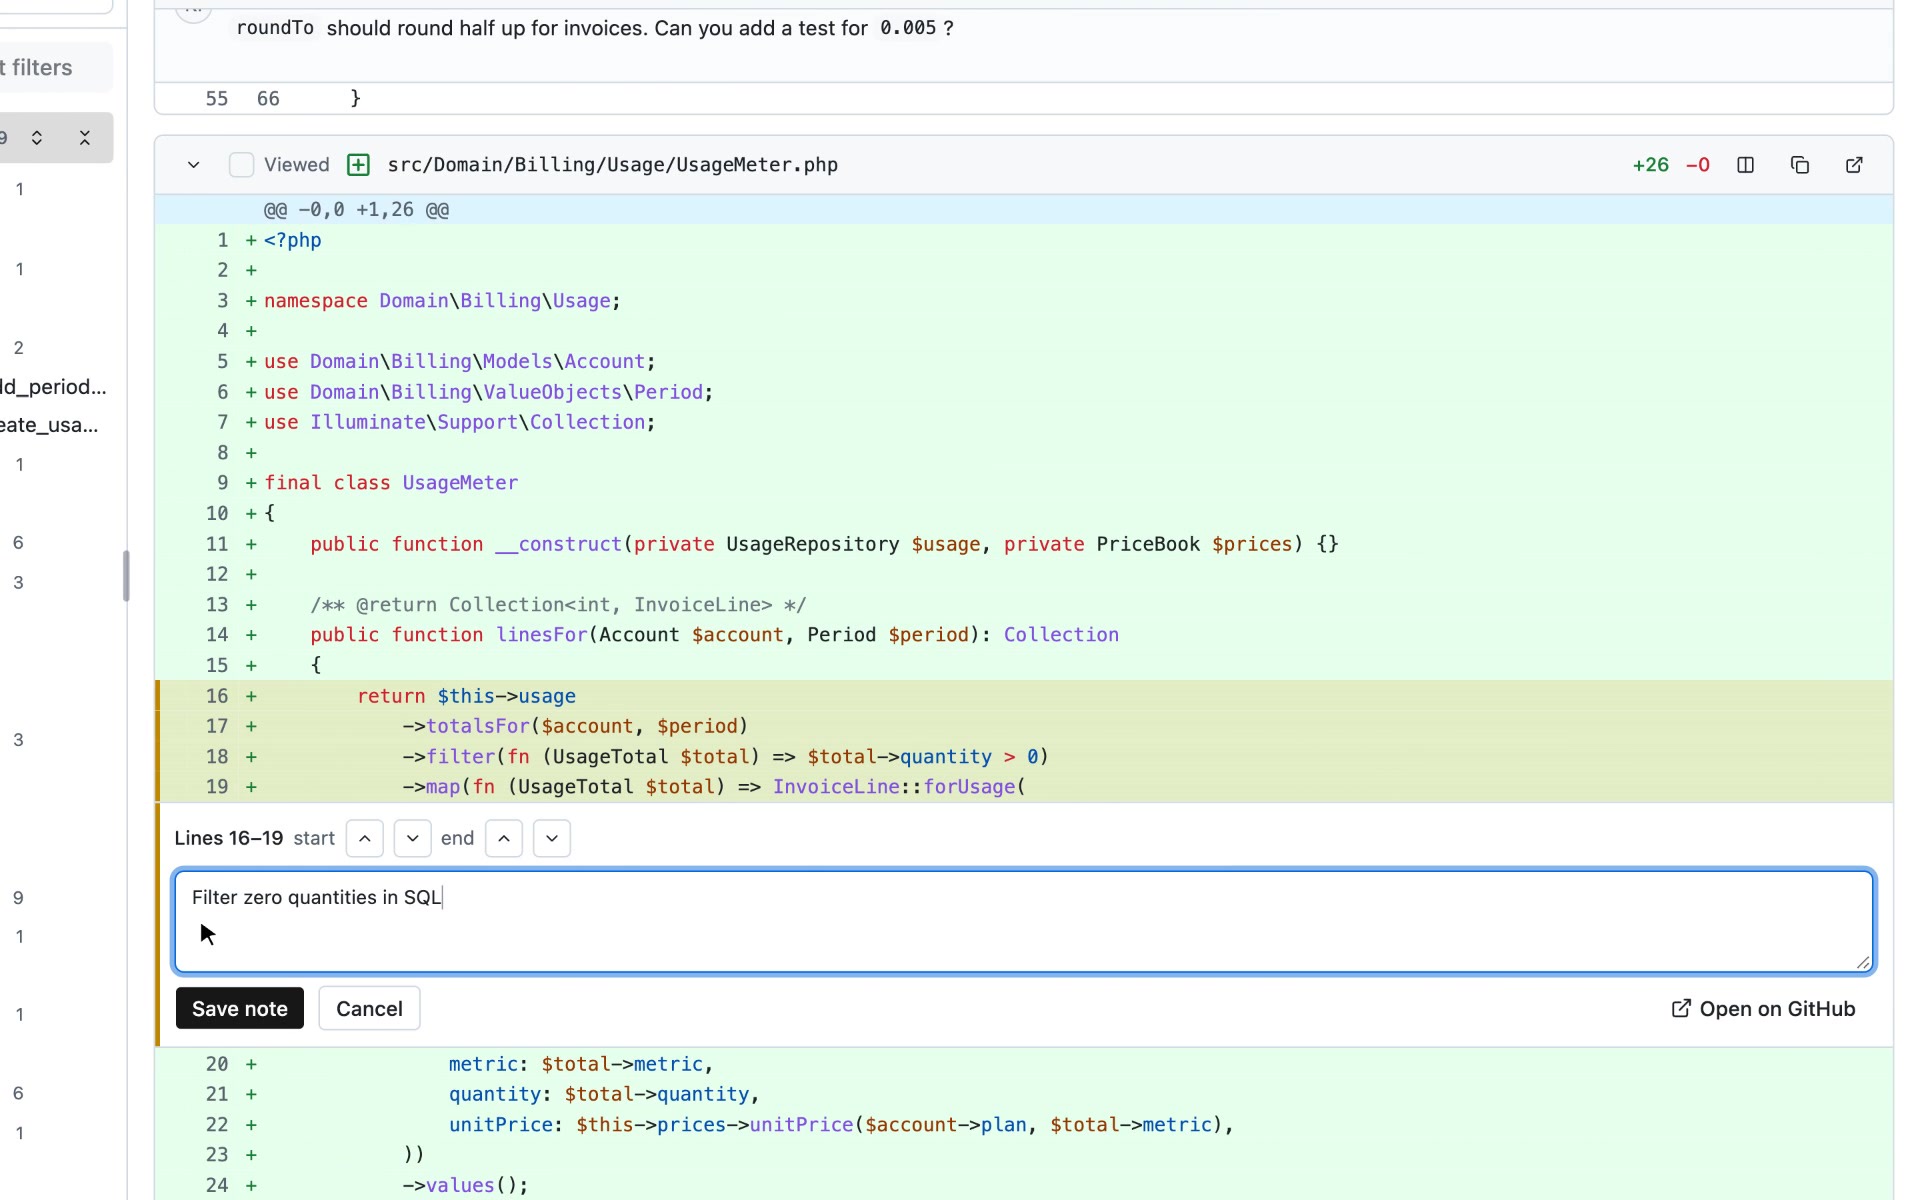 roundTo should round half up for invoices. Can you add a test for 0.005 ?
t filters
55 66 }
9
Viewed src/Domain/Billing/Usage/UsageMeter.php +26 −0
@@ −0,0 +1,26 @@
1 + <?php
2 +
3 + namespace Domain\Billing\Usage;
4 +
5 + use Domain\Billing\Models\Account;
6 + use Domain\Billing\ValueObjects\Period;
7 + use Illuminate\Support\Collection;
8 +
9 + final class UsageMeter
10 + {
11 + public function __construct(private UsageRepository $usage, private PriceBook $prices) {}
12 +
13 + /** @return Collection<int, InvoiceLine> */
14 + public function linesFor(Account $account, Period $period): Collection
15 + {
16 + return $this->usage
17 + ->totalsFor($account, $period)
18 + ->filter(fn (UsageTotal $total) => $total->quantity > 0)
19 + ->map(fn (UsageTotal $total) => InvoiceLine::forUsage(
Lines 16–19 start end
Filter zero quantities in SQL
Save note Cancel Open on GitHub
20 + metric: $total->metric,
21 + quantity: $total->quantity,
22 + unitPrice: $this->prices->unitPrice($account->plan, $total->metric),
23 + ))
24 + ->values();
1
1
2
dd_period...
eate_usa...
1
6
3
3
9
1
1
6
1